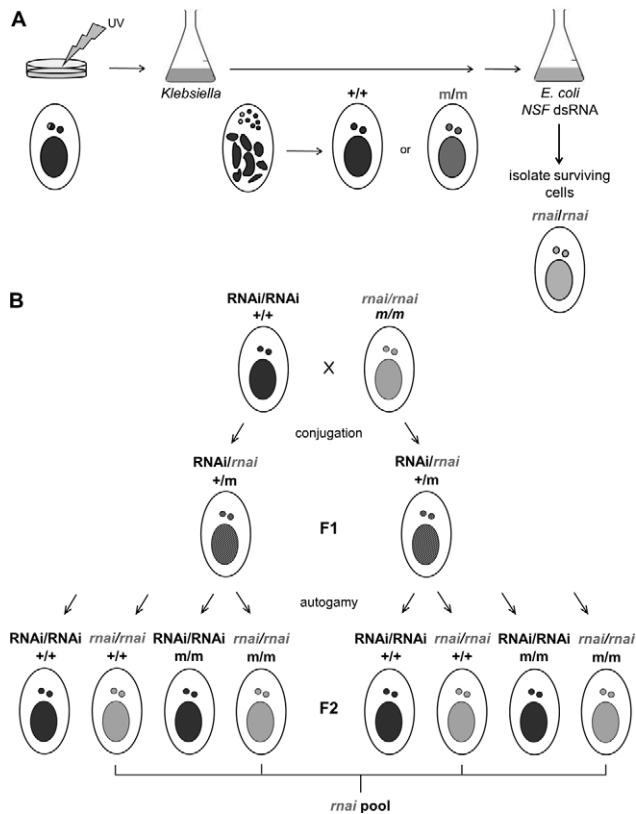 A
UV
Klebsiella
+/+
or
m/m
E. coli
NSF dsRNA
isolate surviving
cells
rnai/rnai
B
RNAi/RNAi
+/+
X
rnai/rnai
m/m
conjugation
RNAi/rnai
+/m
F1
RNAi/rnai
+/m
autogamy
RNAi/RNAi
+/+
rnai/rnai
+/+
RNAi/RNAi
m/m
rnai/rnai
m/m
F2
RNAi/RNAi
+/+
rnai/rnai
+/+
RNAi/RNAi
m/m
rnai/rnai
m/m
rnai pool